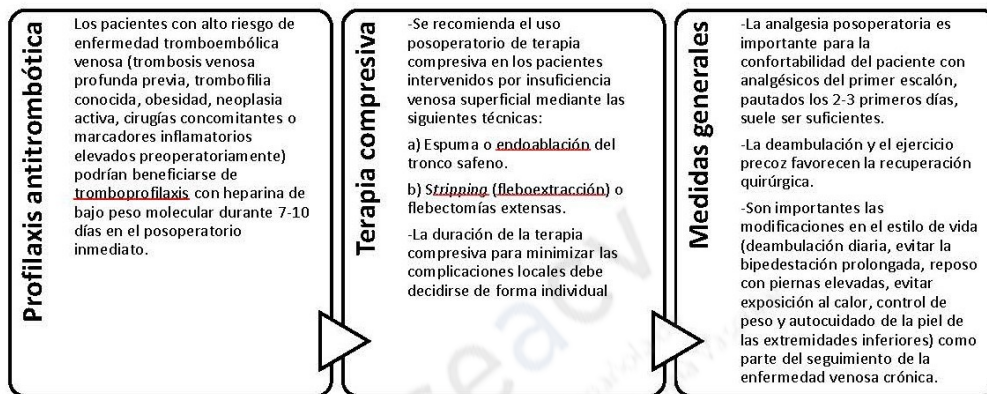 Profilaxis antitrombótica
Los pacientes con alto riesgo de
enfermedad tromboembólica
venosa (trombosis venosa
profunda previa, trombofilia
conocida, obesidad, neoplasia
activa, cirugías concomitantes o
marcadores inflamatorios
elevados preoperatoriamente)
podrían beneficiarse de
tromboprofilaxis con heparina de
bajo peso molecular durante 7-10
días en el posoperatorio
inmediato.
Terapia compresiva
-Se recomienda el uso
posoperatorio de terapia
compresiva en los pacientes
intervenidos por insuficiencia
venosa superficial mediante las
siguientes técnicas:
a) Espuma o endoablación del
tronco safeno.
b) Stripping (fleboextracción) o
flebectomías extensas.
-La duración de la terapia
compresiva para minimizar las
complicaciones locales debe
decidirse de forma individual
Medidas generales
-La analgesia posoperatoria es
importante para la
confortabilidad del paciente con
analgésicos del primer escalón,
pautados los 2-3 primeros días,
suele ser suficientes.
-La deambulación y el ejercicio
precoz favorecen la recuperación
quirúrgica.
-Son importantes las
modificaciones en el estilo de vida
(deambulación diaria, evitar la
bipedestación prolongada, reposo
con piernas elevadas, evitar
exposición al calor, control de
peso y autocuidado de la piel de
las extremidades inferiores) como
parte del seguimiento de la
enfermedad venosa crónica.
seacv